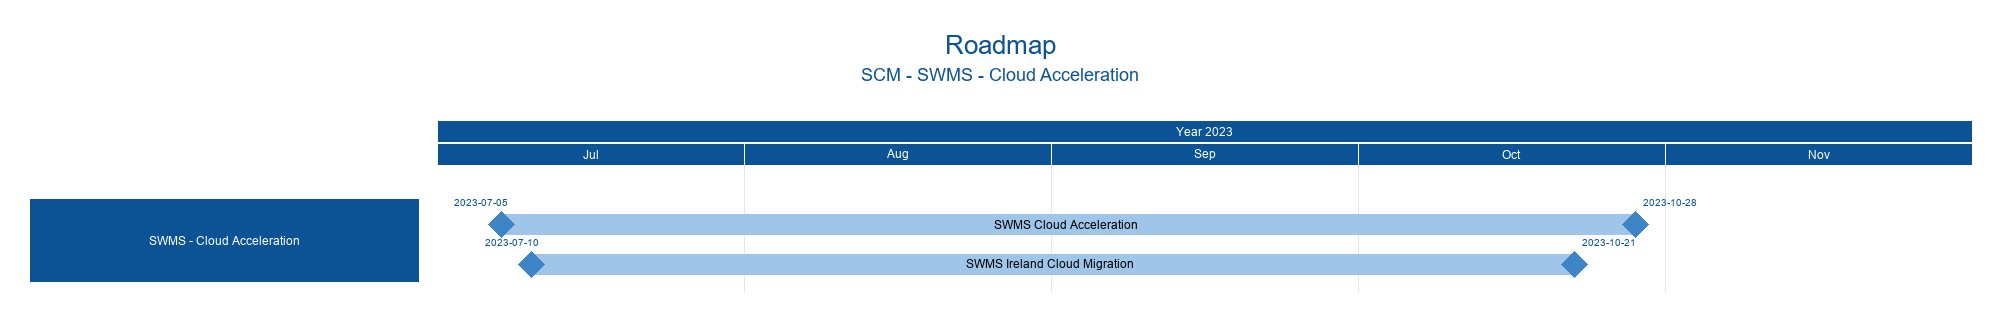 Roadmap
SCM - SWMS - Cloud Acceleration
Year 2023
Jul Aug Sep Oct Nov
SWMS - Cloud Acceleration
2023-07-05 2023-10-28
SWMS Cloud Acceleration
2023-07-10 2023-10-21
SWMS Ireland Cloud Migration